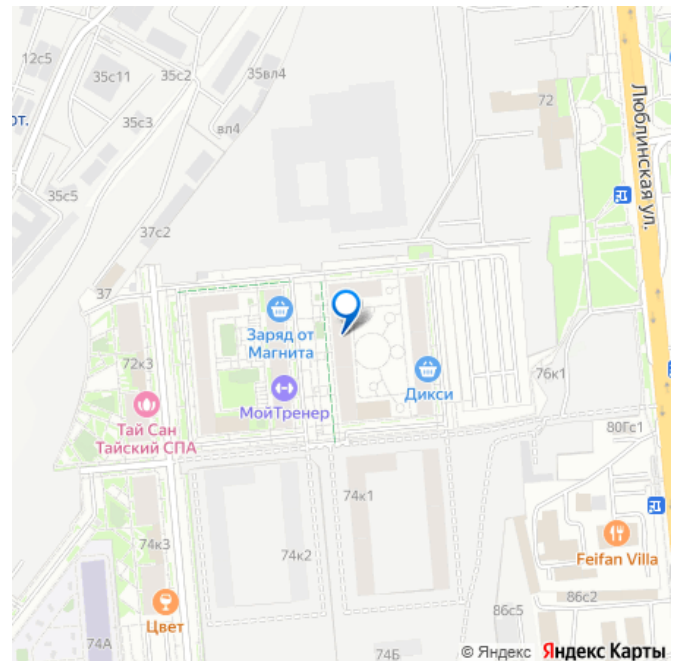 12с5
35с11
35с2
35вл4
от.
35с3
вл4
72
Люблинская ул.
35с5
37с2
37
Заряд от
Магнита
72к3
МойТренер
Дикси
76к1
Тай Сан
Тайский СПА
80Гс1
74к1
74к3
74к2
Feifan Villa
Цвет
86с5
86с2
74А
74Б
© Яндекс Яндекс Карты